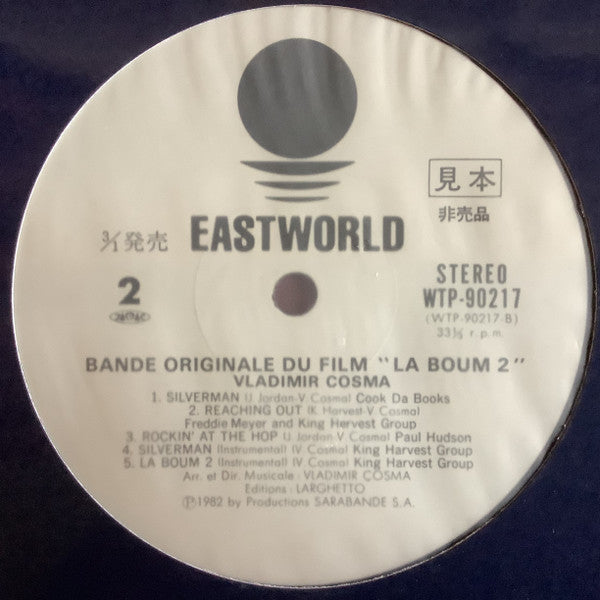 見本
非売品
3/1発売
EASTWORLD
2
STEREO
WTP-90217
(WTP-90217-B)
33⅓ r.p.m.
BANDE ORIGINALE DU FILM "LA BOUM 2"
VLADIMIR COSMA
1. SILVERMAN (J. Jordan-V. Cosma) Cook Da Books
2. REACHING OUT (K. Harvest-V. Cosma)
Freddie Meyer and King Hervest Group
3. ROCKIN' AT THE HOP (J. Jordan-V. Cosma) Paul Hudson
4. SILVERMAN (Instrumental) (V. Cosma) King Harvest Group
5. LA BOUM 2 (Instrumental) (V. Cosma) King Harvest Group
Arr. et Dir. Musicale : VLADIMIR COSMA
Editions : LARGHETTO
Ⓟ1982 by Productions SARABANDE S.A.